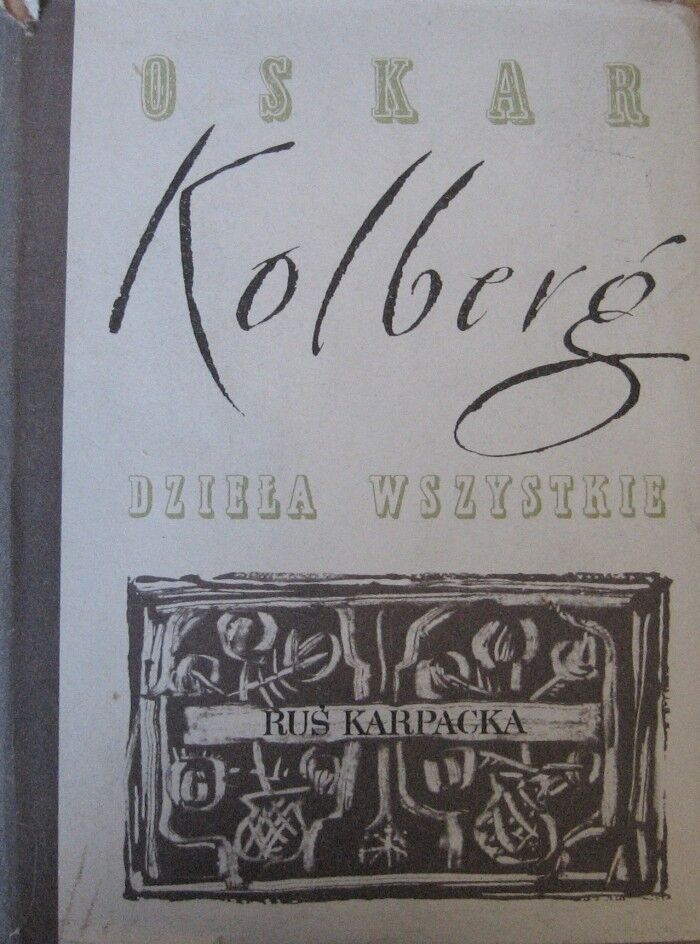 OSKAR
Kolberg
DZIEŁA WSZYSTKIE
RUŚ KARPACKA